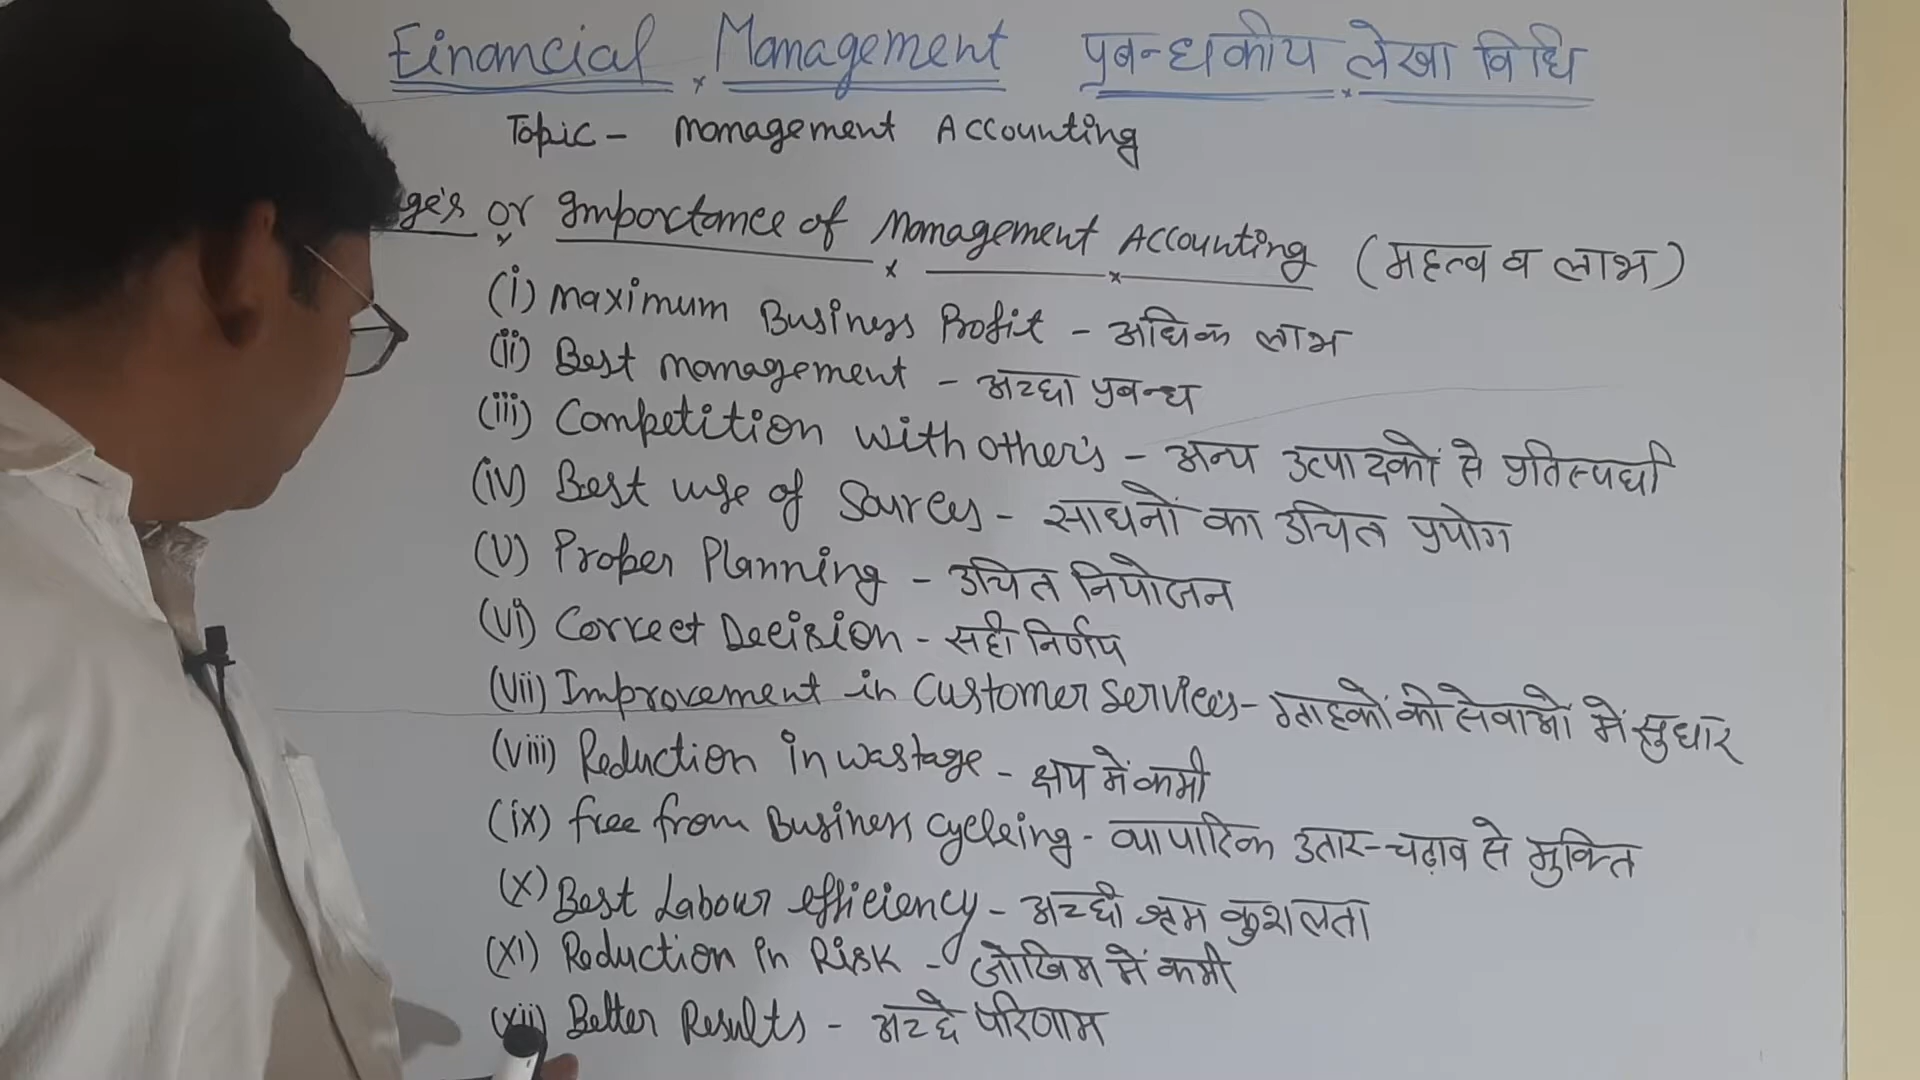 Financial Management प्रबन्धकीय लेखा विधि
Topic - Management Accounting
ge's or Importance of Management Accounting (महत्व व लाभ)
(i) Maximum Business Profit - अधिक लाभ
(ii) Best management - अच्छा प्रबन्ध
(iii) Competition with other's - अन्य उत्पादकों से प्रतिस्पर्धा
(iv) Best use of Sources - साधनों का उचित प्रयोग
(v) Proper Planning - उचित नियोजन
(vi) Correct Decision - सही निर्णय
(vii) Improvement in Customer Service's - ग्राहकों की सेवाओं में सुधार
(viii) Reduction in wastage - क्षय में कमी
(ix) free from Business cycleing - व्यापारिक उतार-चढ़ाव से मुक्ति
(x) Best Labour efficiency - अच्छी श्रम कुशलता
(xi) Reduction in Risk - जोखिम में कमी
(xii) Better Results - अच्छे परिणाम